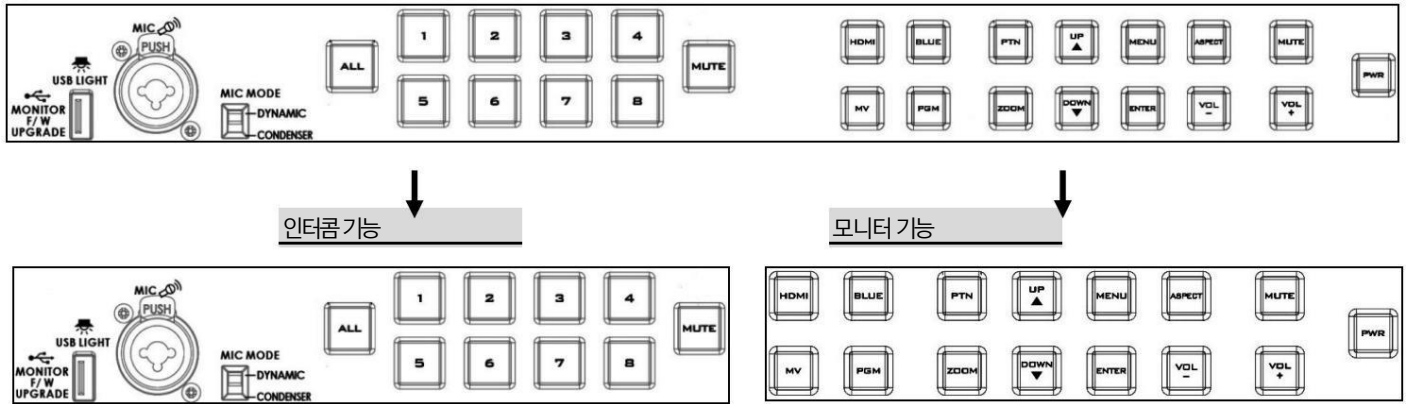 MIC
PUSH
USB LIGHT
MONITOR
F/W
UPGRADE
MIC MODE
DYNAMIC
CONDENSER
ALL
1 2 3 4
5 6 7 8
MUTE
HDMI BLUE PTN UP MENU ASPECT MUTE
MV PGM ZOOM DOWN ENTER VOL - VOL +
PWR
인터콤 기능
모니터 기능
MIC
PUSH
USB LIGHT
MONITOR
F/W
UPGRADE
MIC MODE
DYNAMIC
CONDENSER
ALL
1 2 3 4
5 6 7 8
MUTE
HDMI BLUE PTN UP MENU ASPECT MUTE
MV PGM ZOOM DOWN ENTER VOL - VOL +
PWR